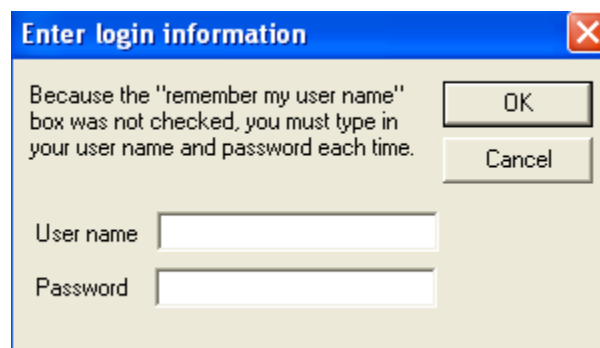 Enter login information
Because the "remember my user name"
box was not checked, you must type in
your user name and password each time.
OK
Cancel
User name
Password